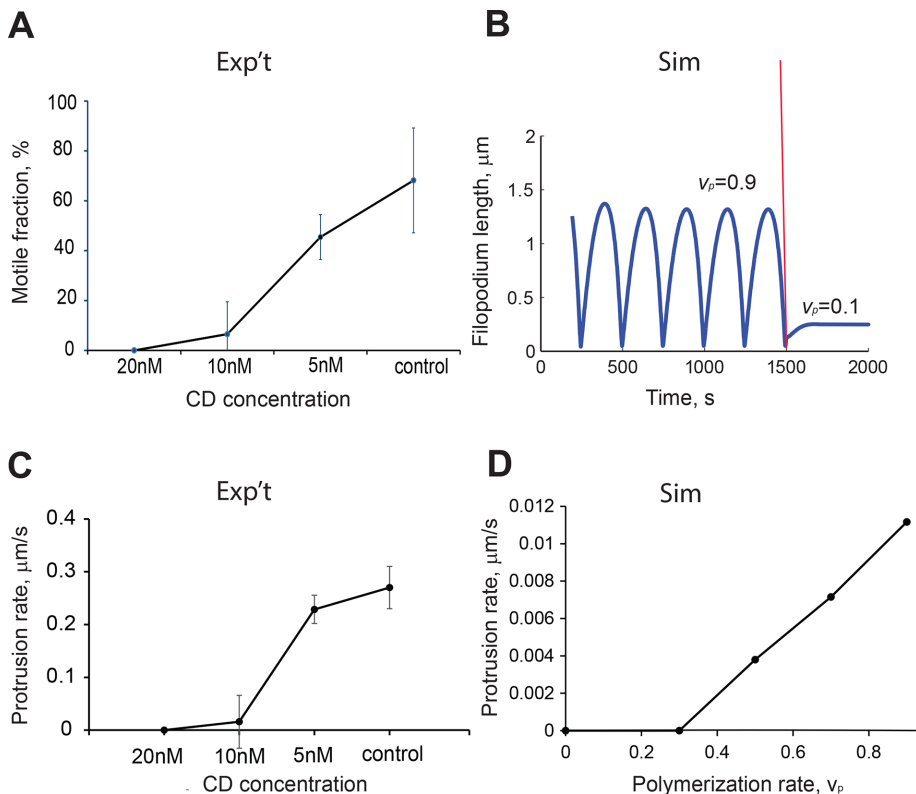 A
Exp't
Motile fraction, %
100
80
60
40
20
0
20nM 10nM 5nM control
CD concentration
B
Sim
Filopodium length, μm
2
1.5
1
0.5
0
vp=0.9
vp=0.1
0 500 1000 1500 2000
Time, s
C
Exp't
Protrusion rate, μm/s
0.4
0.3
0.2
0.1
0
20nM 10nM 5nM control
CD concentration
D
Sim
Protrusion rate, μm/s
0.012
0.01
0.008
0.006
0.004
0.002
0
0 0.2 0.4 0.6 0.8
Polymerization rate, vp